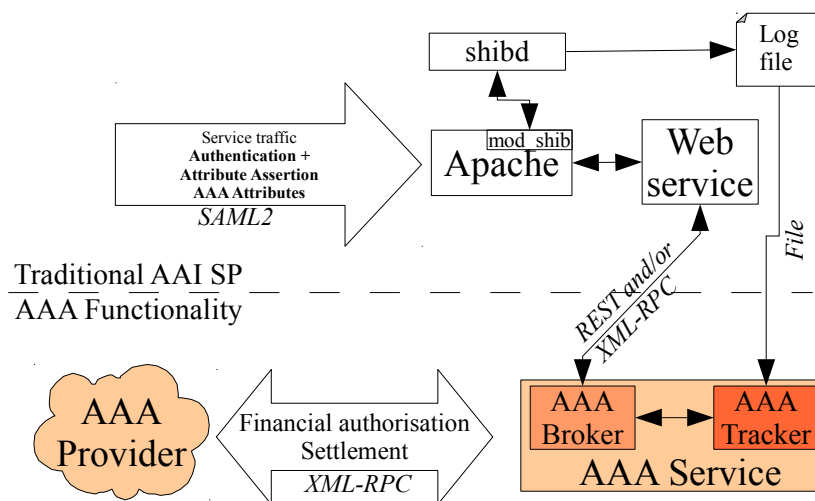 shibd
Log
file
Service traffic
Authentication +
Attribute Assertion
AAA Attributes
SAML2
mod_shib
Apache
Web
service
File
Traditional AAI SP
AAA Functionality
REST and/or
XML-RPC
AAA
Provider
Financial authorisation
Settlement
XML-RPC
AAA
Broker
AAA
Tracker
AAA Service